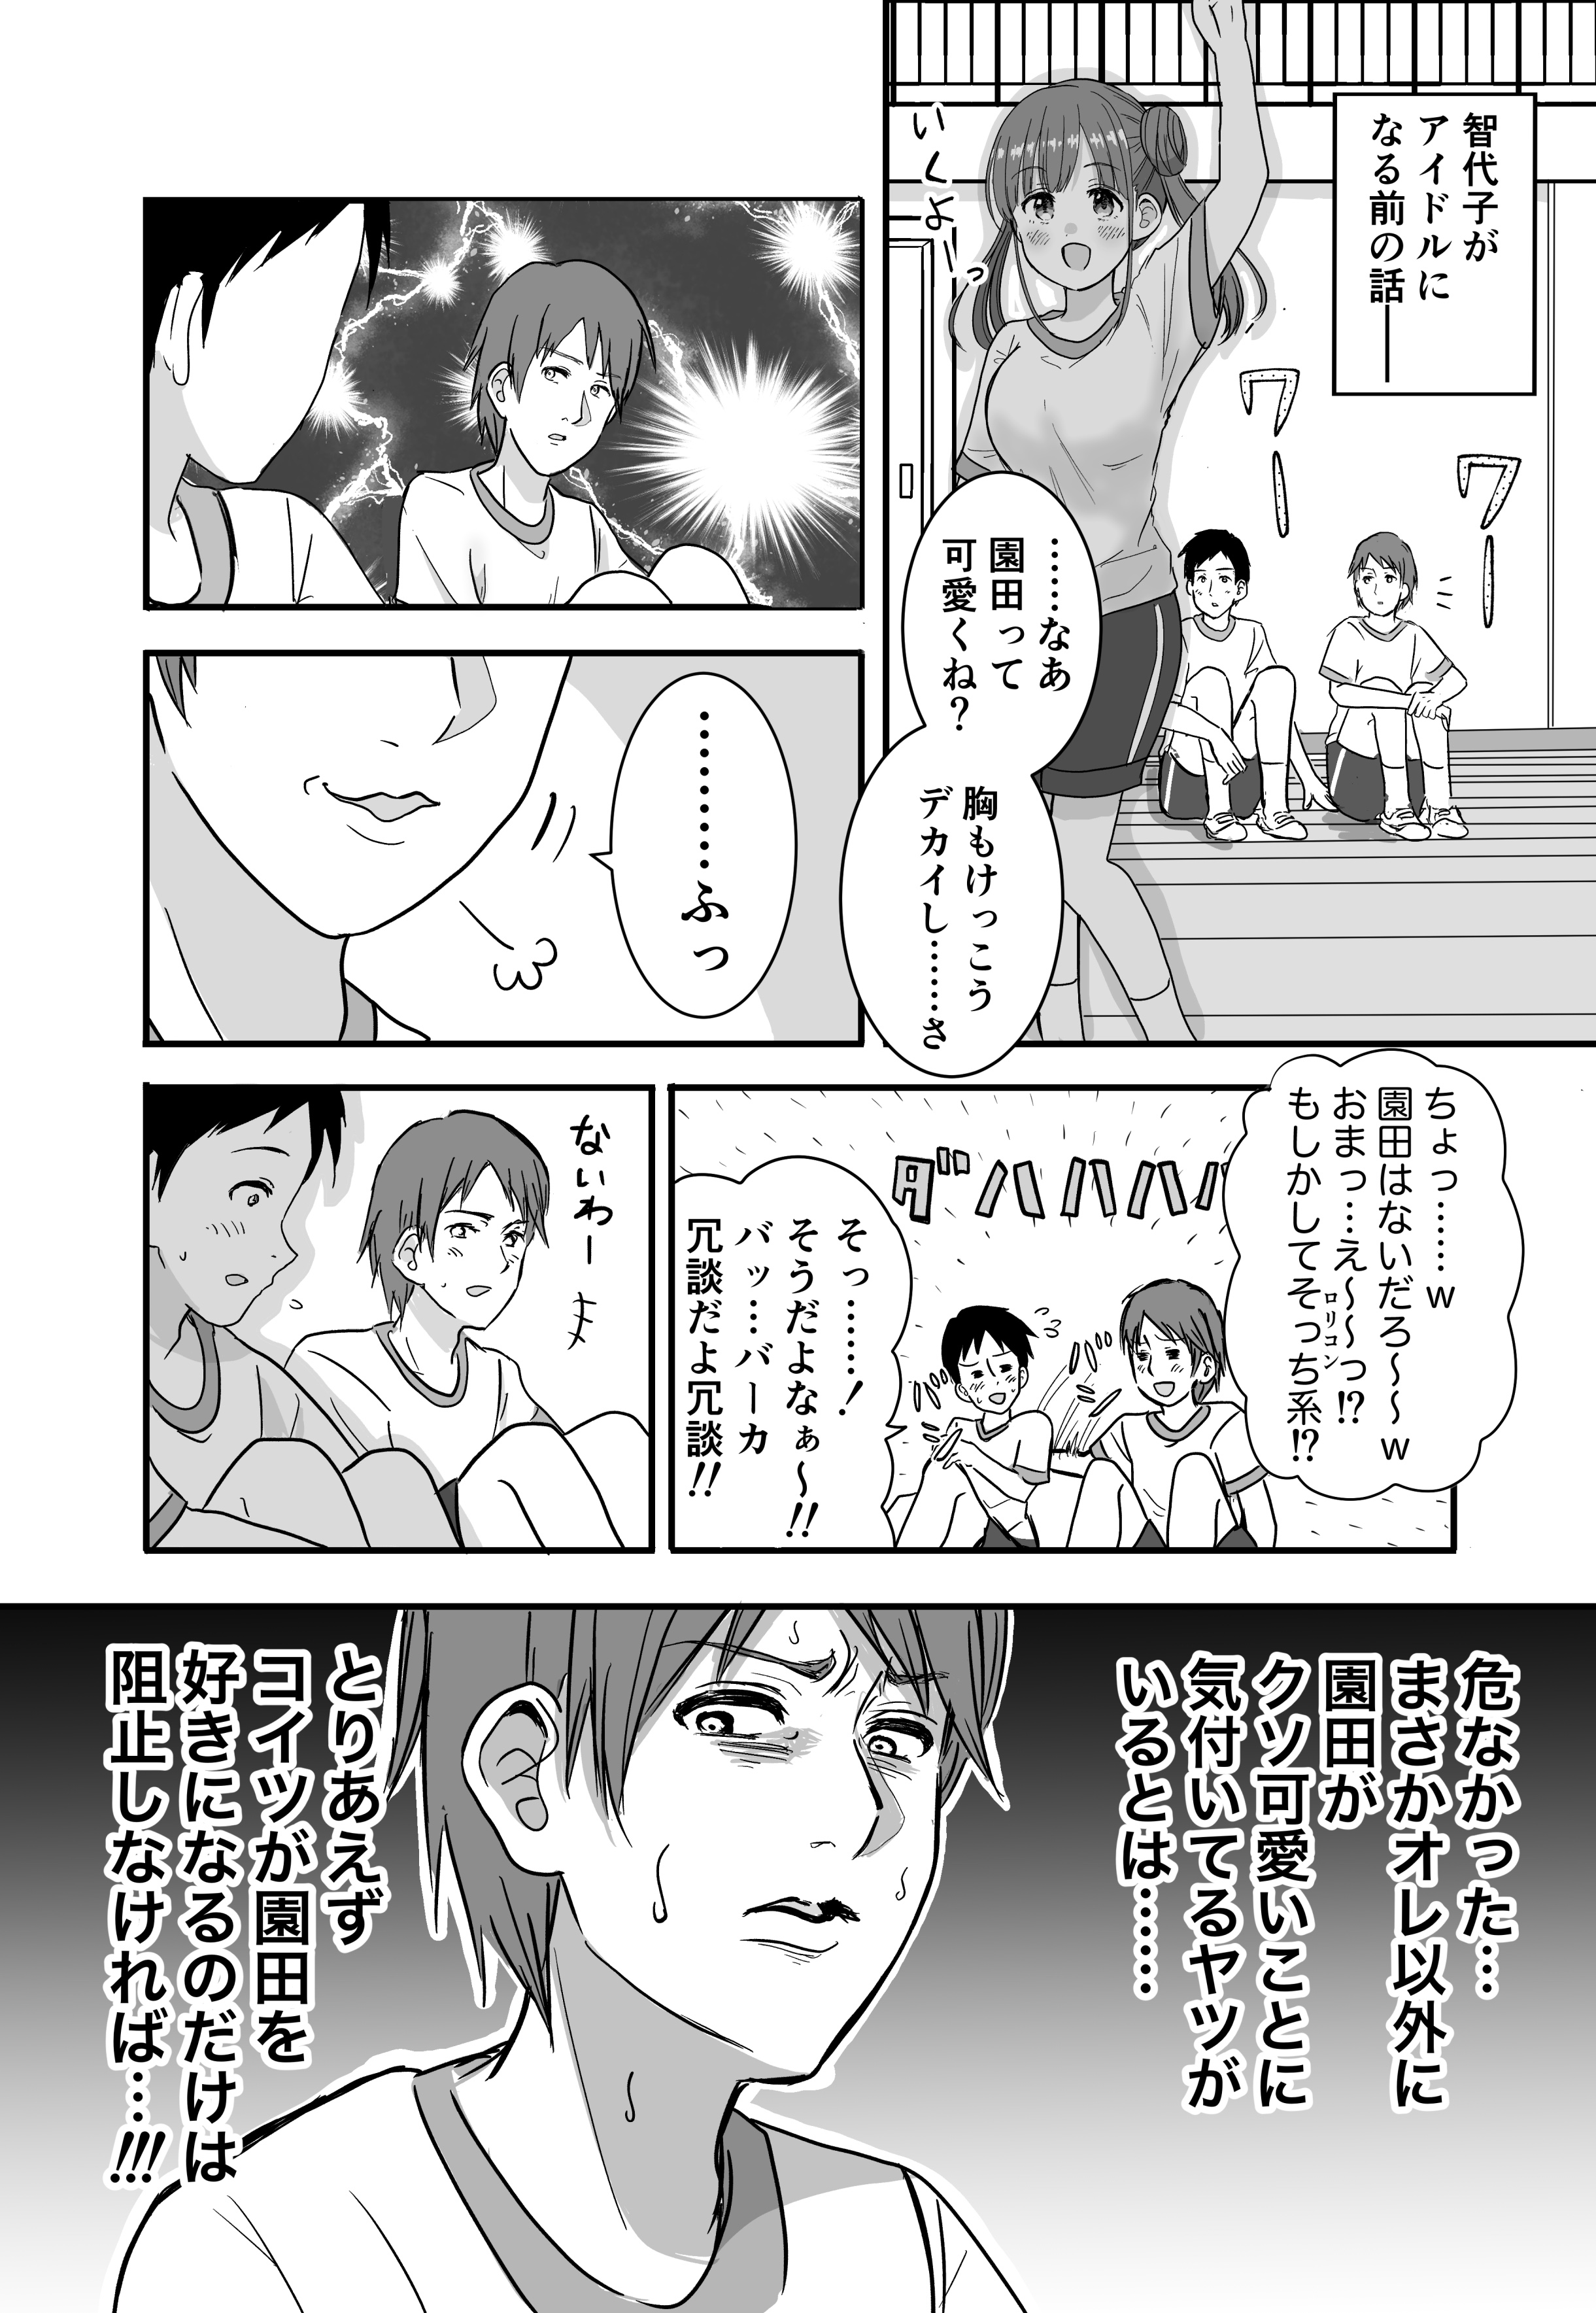 智代子が
アイドルに
なる前の話――
いくよーっ
ワー
ワー
……なあ
園田って
可愛くね?
胸もけっこう
デカイし……さ
………ふっ
ちょっ……w
園田はないだろ〜〜w
おまっ…え〜〜っ!?
もしかしてそっち系!?
ロリコン
ダハハハハ
そっ……!
そうだよなぁ〜!!
バッ…バーカ
冗談だよ冗談!!
ないわー
危なかった…
まさかオレ以外に
園田が
クソ可愛いことに
気付いてるヤツが
いるとは……
とりあえず
コイツが園田を
好きになるのだけは
阻止しなければ…!!!